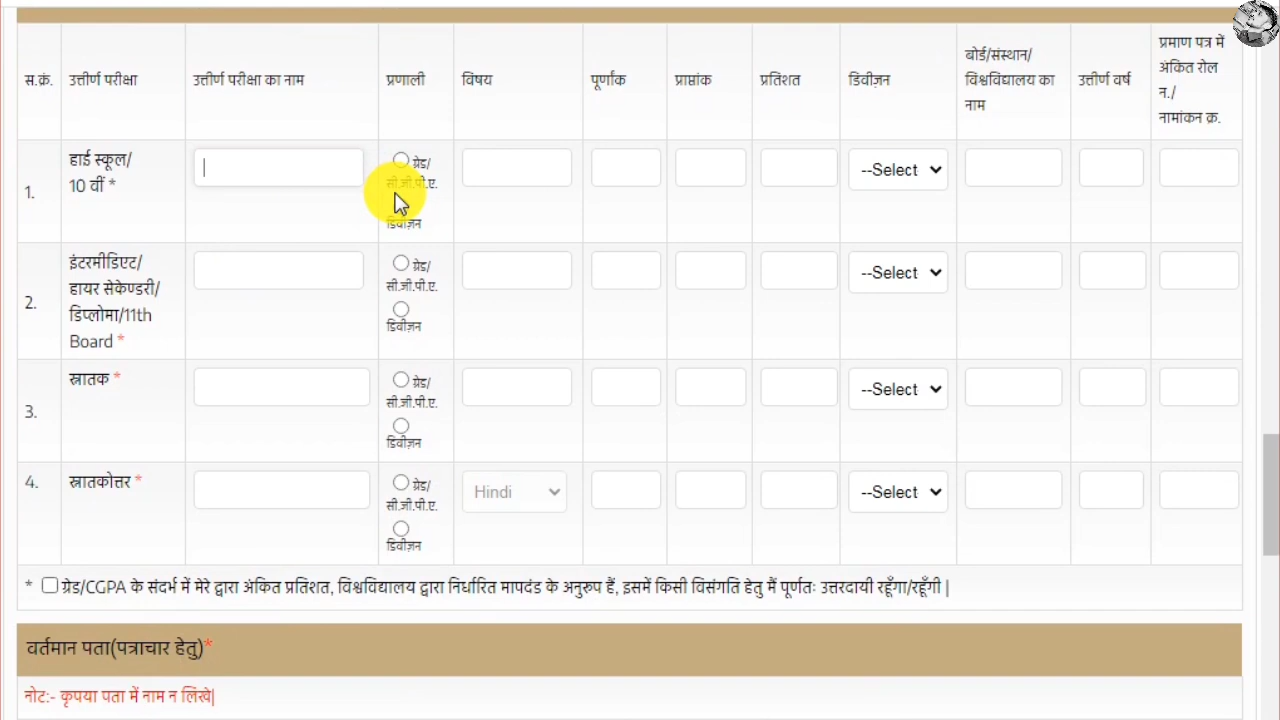 स.क्रं. उत्तीर्ण परीक्षा उत्तीर्ण परीक्षा का नाम प्रणाली विषय पूर्णांक प्राप्तांक प्रतिशत डिवीज़न बोर्ड/संस्थान/ विश्वविद्यालय का नाम उत्तीर्ण वर्ष प्रमाण पत्र में अंकित रोल न./ नामांकन क्र.
1.
हाई स्कूल/
10 वीं *
ग्रेड/
सी.जी.पी.ए.
डिवीज़न
--Select
2.
इंटरमीडिएट/
हायर सेकेण्डरी/
डिप्लोमा/11th
Board *
ग्रेड/
सी.जी.पी.ए.
डिवीज़न
--Select
3.
स्नातक *
ग्रेड/
सी.जी.पी.ए.
डिवीज़न
--Select
4.
स्नातकोत्तर *
ग्रेड/
सी.जी.पी.ए.
डिवीज़न
Hindi
--Select
* ग्रेड/CGPA के संदर्भ में मेरे द्वारा अंकित प्रतिशत, विश्वविद्यालय द्वारा निर्धारित मापदंड के अनुरूप हैं, इसमें किसी विसंगति हेतु मैं पूर्णतः उत्तरदायी रहूँगा/रहूँगी |
वर्तमान पता(पत्राचार हेतु)*
नोट:- कृपया पता में नाम न लिखे|